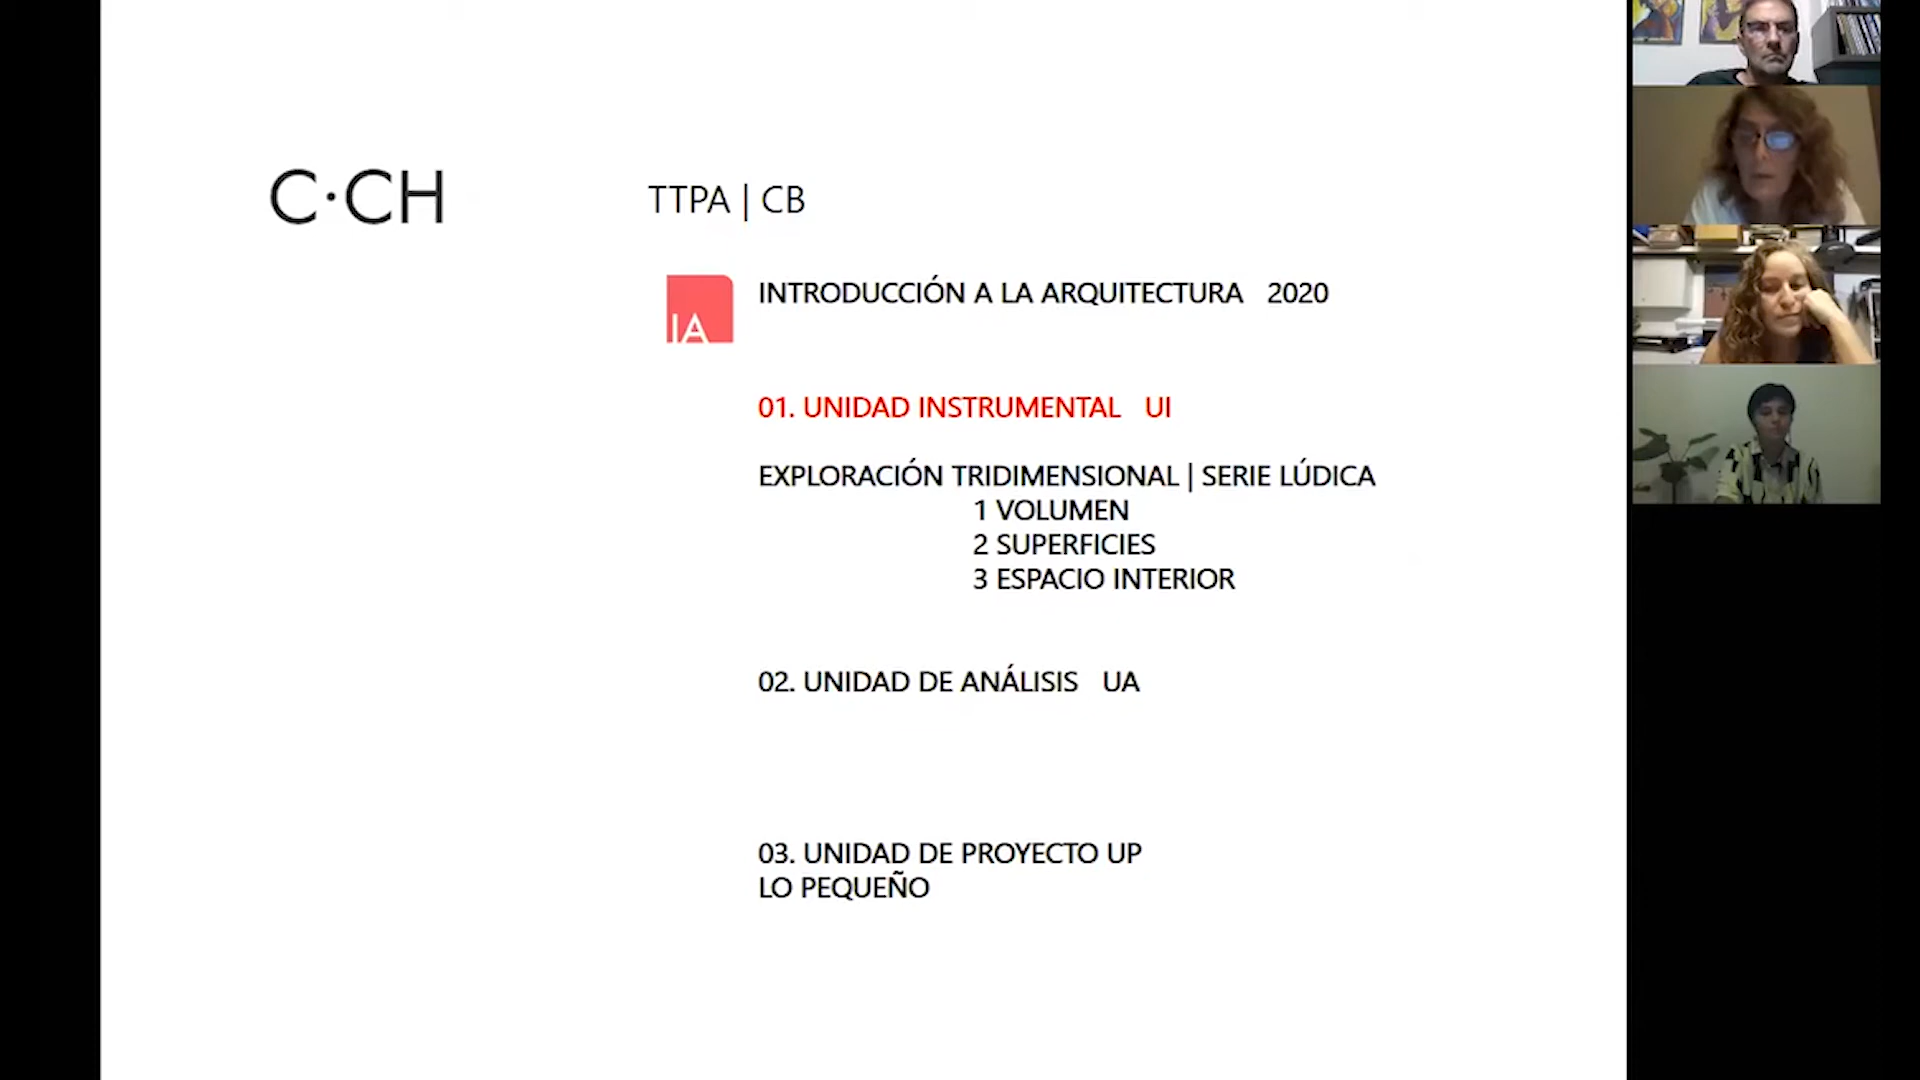 C·CH
TTPA | CB
IA
INTRODUCCIÓN A LA ARQUITECTURA 2020
01. UNIDAD INSTRUMENTAL UI
EXPLORACIÓN TRIDIMENSIONAL | SERIE LÚDICA
1 VOLUMEN
2 SUPERFICIES
3 ESPACIO INTERIOR
02. UNIDAD DE ANÁLISIS UA
03. UNIDAD DE PROYECTO UP
LO PEQUEÑO